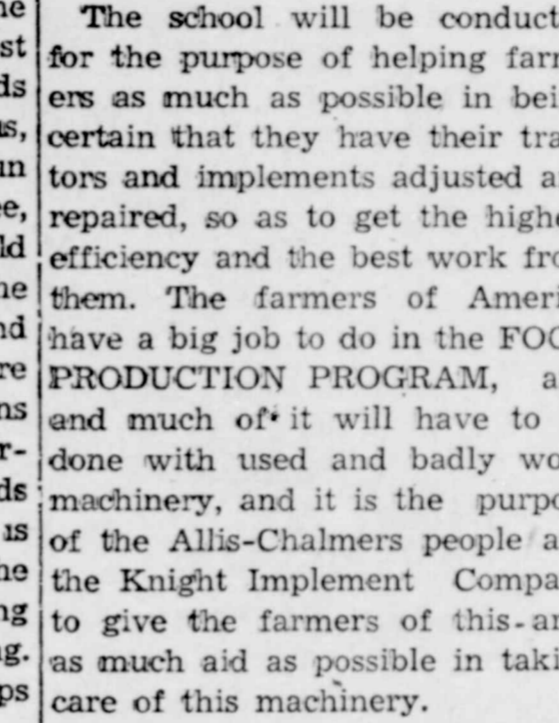 The school will be conduct
for the purpose of helping farm
ers as much as possible in bei
certain that they have their tra
tors and implements adjusted a
repaired, so as to get the highe
efficiency and the best work fro
them. The farmers of Ameri
have a big job to do in the FOO
PRODUCTION PROGRAM, a
and much of it will have to
done with used and badly wo
machinery, and it is the purpo
of the Allis-Chalmers people a
the Knight Implement Compa
to give the farmers of this ar
as much aid as possible in taki
care of this machinery.